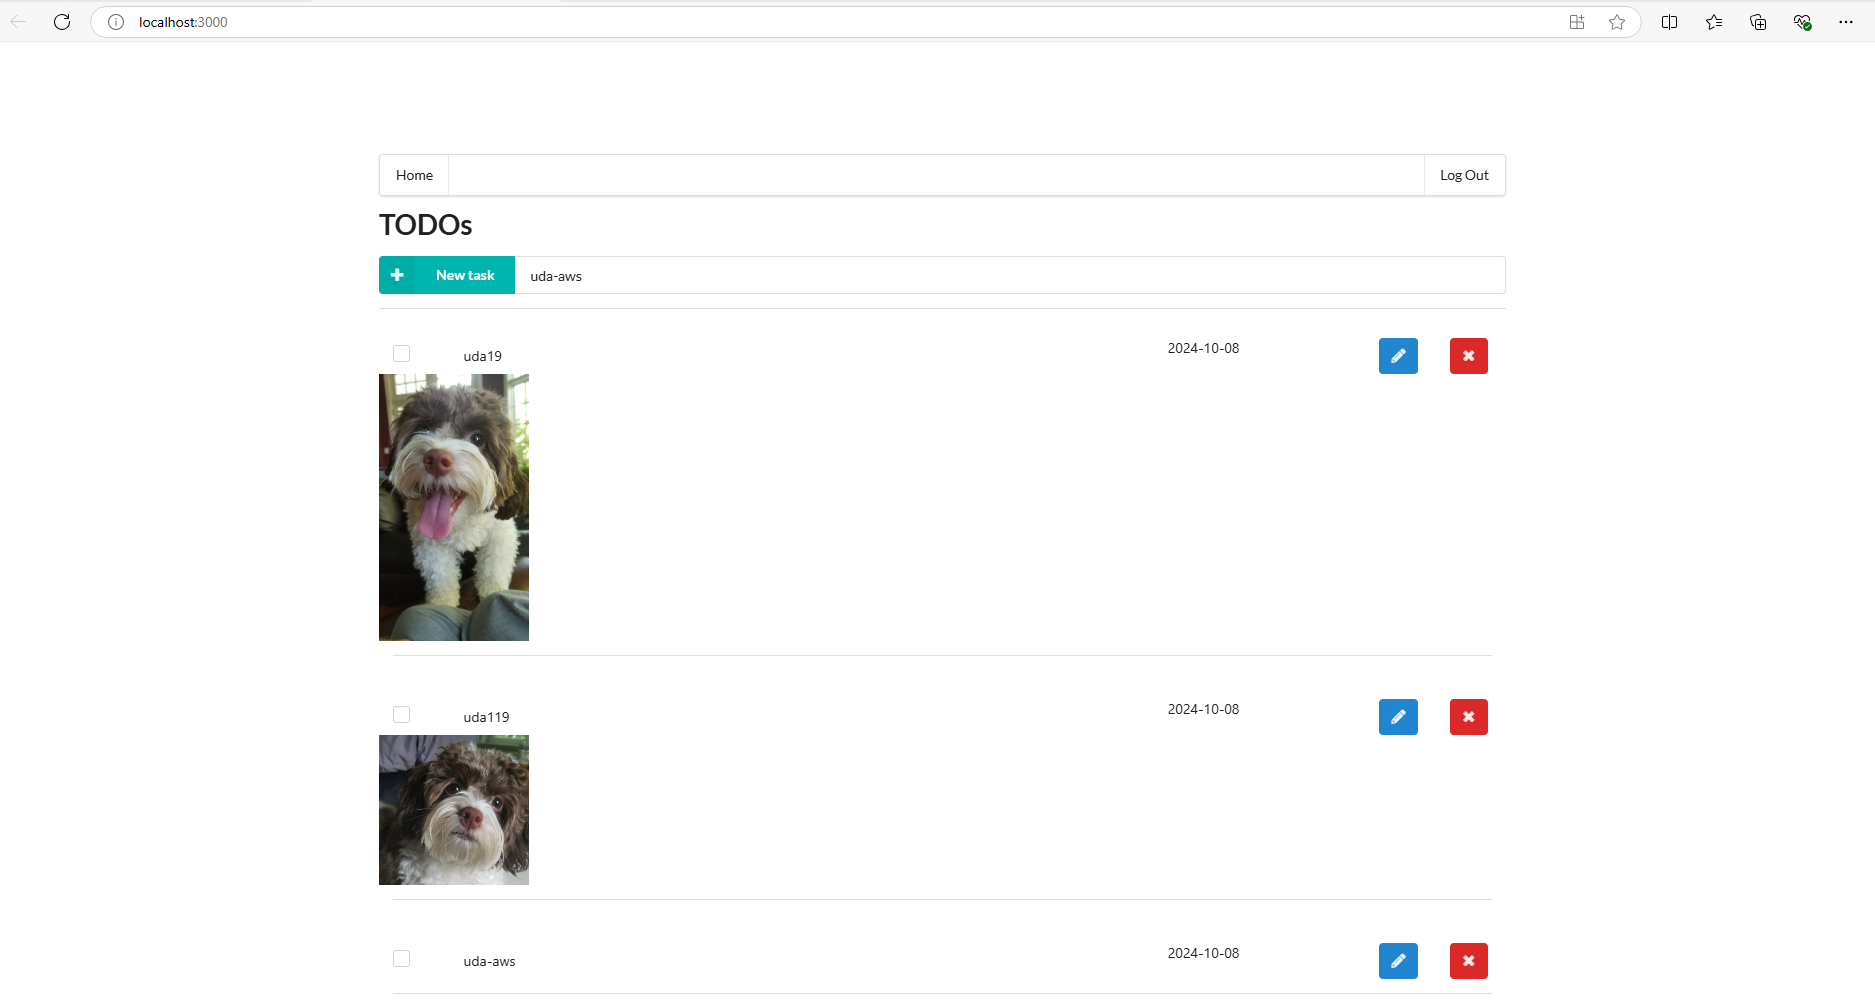 localhost:3000
Home
Log Out
TODOs
New task
uda-aws
uda19
2024-10-08
uda119
2024-10-08
uda-aws
2024-10-08